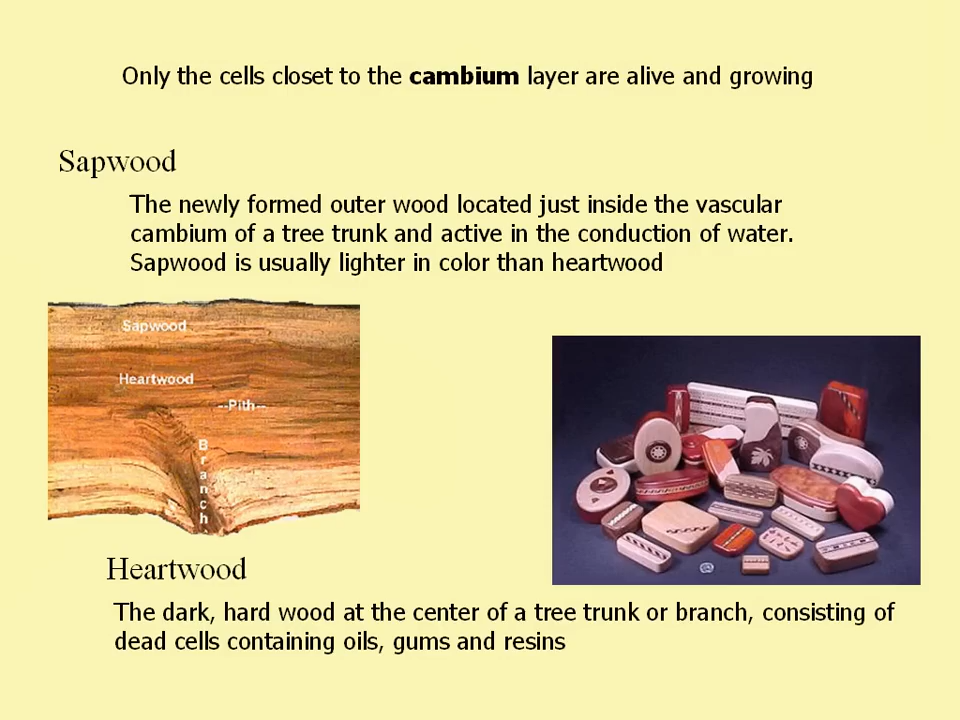 Only the cells closet to the cambium layer are alive and growing
Sapwood
The newly formed outer wood located just inside the vascular
cambium of a tree trunk and active in the conduction of water.
Sapwood is usually lighter in color than heartwood
Sapwood
Heartwood
--Pith--
Branch
Heartwood
The dark, hard wood at the center of a tree trunk or branch, consisting of
dead cells containing oils, gums and resins